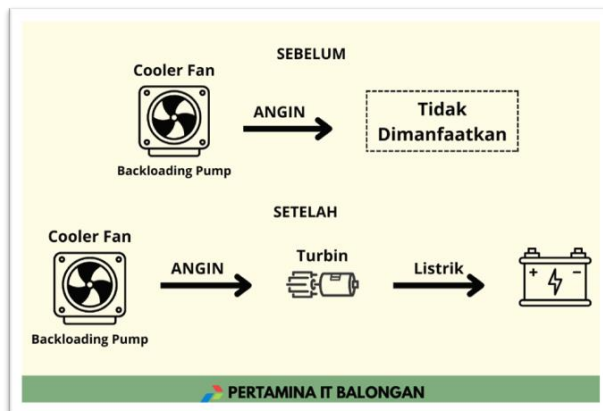 SEBELUM
Cooler Fan
ANGIN
Tidak
Dimanfaatkan
Backloading Pump
SETELAH
Cooler Fan
ANGIN
Turbin
Listrik
+ -
Backloading Pump
PERTAMINA IT BALONGAN